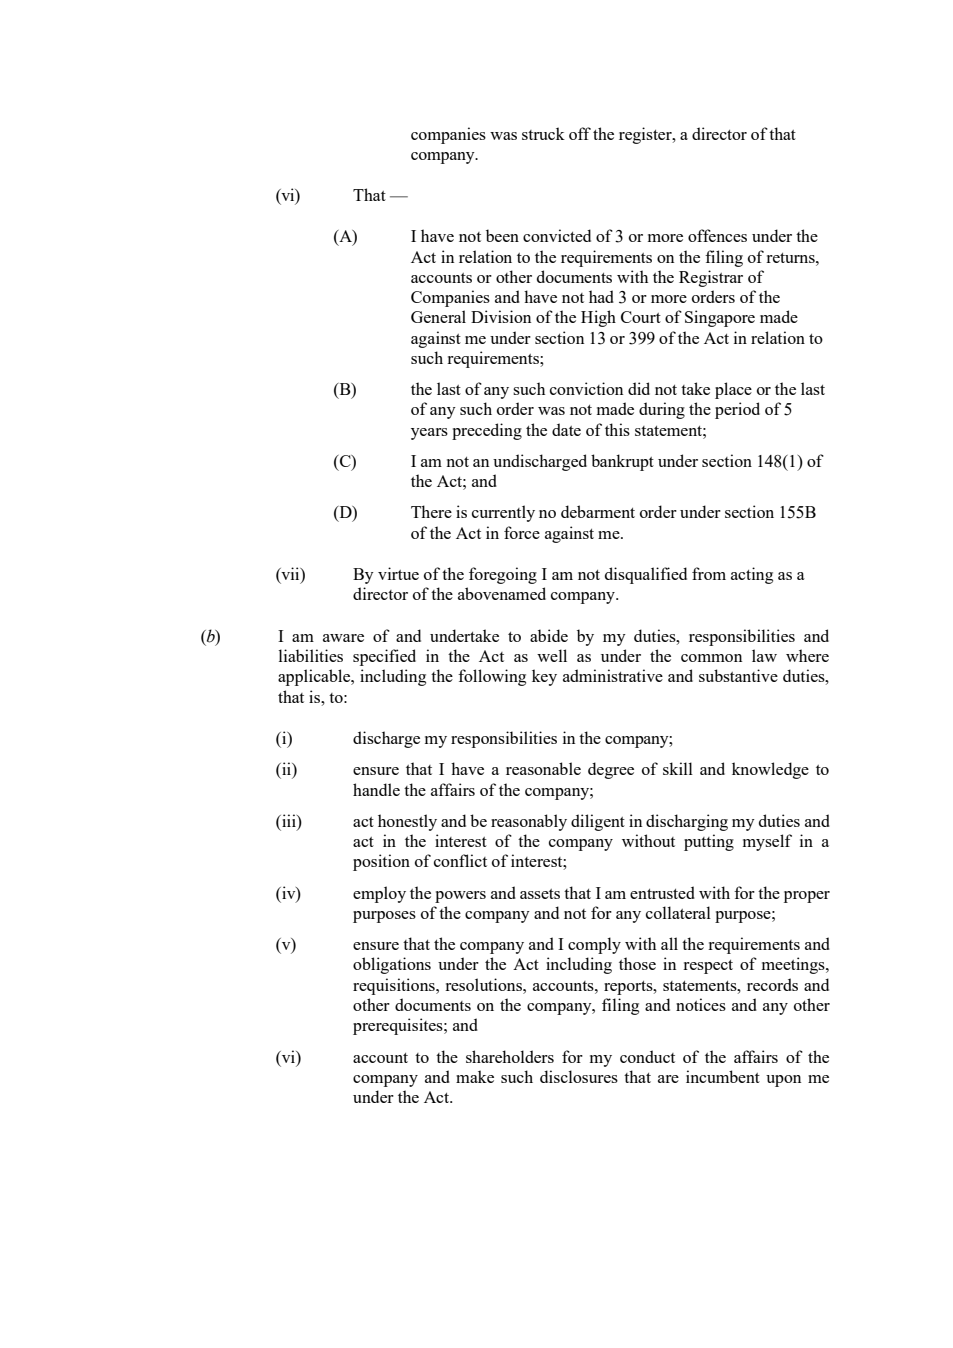 companies was struck off the register, a director of that
company.
(vi) That —
(A) I have not been convicted of 3 or more offences under the
Act in relation to the requirements on the filing of returns,
accounts or other documents with the Registrar of
Companies and have not had 3 or more orders of the
General Division of the High Court of Singapore made
against me under section 13 or 399 of the Act in relation to
such requirements;
(B) the last of any such conviction did not take place or the last
of any such order was not made during the period of 5
years preceding the date of this statement;
(C) I am not an undischarged bankrupt under section 148(1) of
the Act; and
(D) There is currently no debarment order under section 155B
of the Act in force against me.
(vii) By virtue of the foregoing I am not disqualified from acting as a
director of the abovenamed company.
(b) I am aware of and undertake to abide by my duties, responsibilities and
liabilities specified in the Act as well as under the common law where
applicable, including the following key administrative and substantive duties,
that is, to:
(i) discharge my responsibilities in the company;
(ii) ensure that I have a reasonable degree of skill and knowledge to
handle the affairs of the company;
(iii) act honestly and be reasonably diligent in discharging my duties and
act in the interest of the company without putting myself in a
position of conflict of interest;
(iv) employ the powers and assets that I am entrusted with for the proper
purposes of the company and not for any collateral purpose;
(v) ensure that the company and I comply with all the requirements and
obligations under the Act including those in respect of meetings,
requisitions, resolutions, accounts, reports, statements, records and
other documents on the company, filing and notices and any other
prerequisites; and
(vi) account to the shareholders for my conduct of the affairs of the
company and make such disclosures that are incumbent upon me
under the Act.